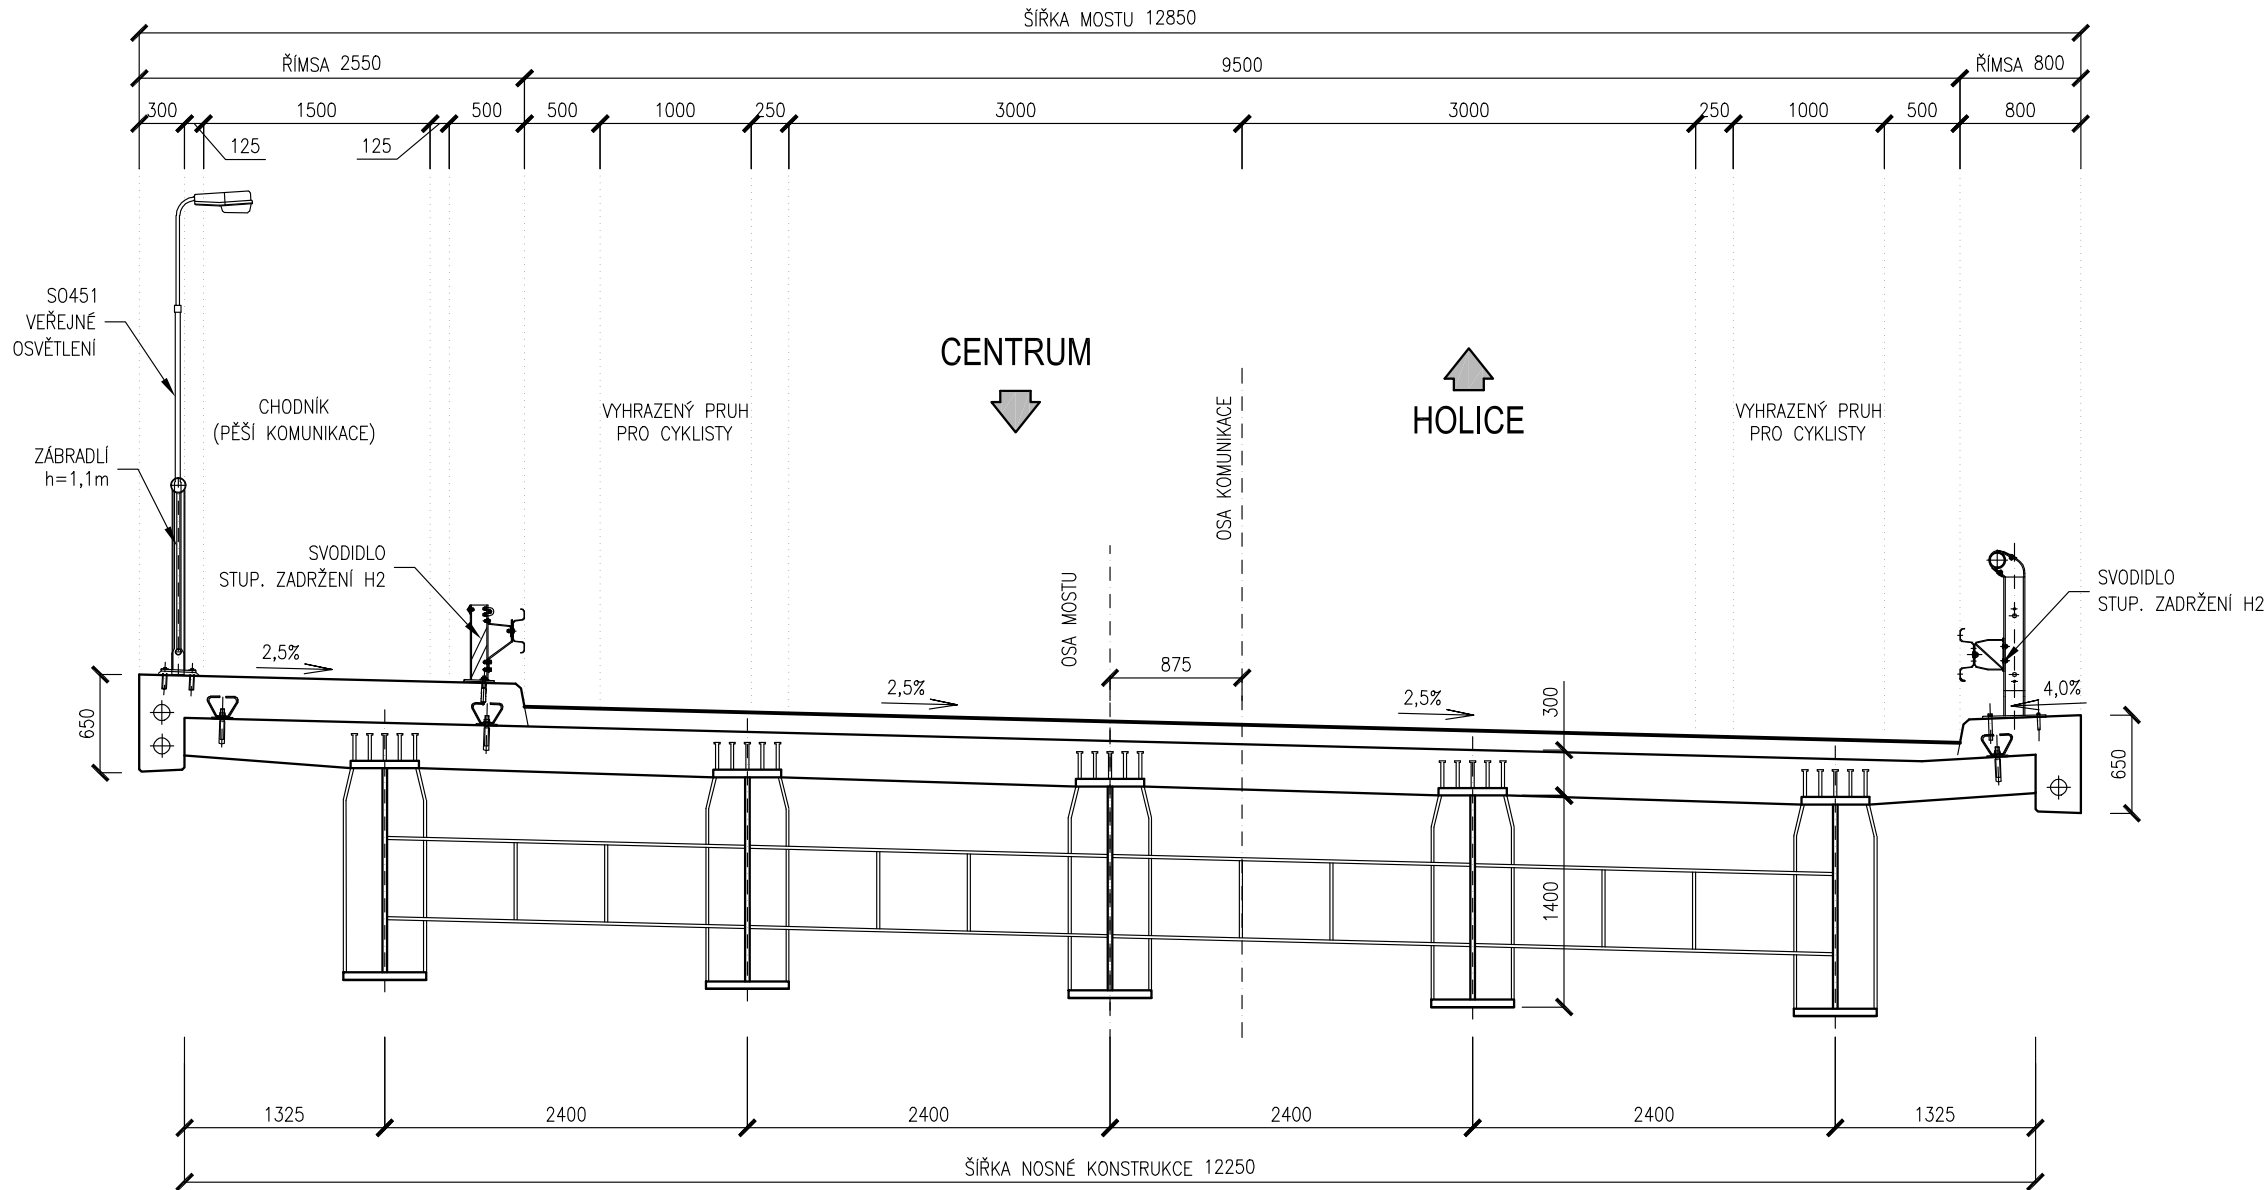 ŠÍŘKA MOSTU 12850
ŘÍMSA 2550
9500
ŘÍMSA 800
300
1500
500
500
1000
250
3000
3000
250
1000
500
800
125
125
SO451
VEŘEJNÉ
OSVĚTLENÍ
CENTRUM
HOLICE
CHODNÍK
(PĚŠÍ KOMUNIKACE)
VYHRAZENÝ PRUH
PRO CYKLISTY
OSA KOMUNIKACE
VYHRAZENÝ PRUH
PRO CYKLISTY
ZÁBRADLÍ
h=1,1m
SVODIDLO
STUP. ZADRŽENÍ H2
OSA MOSTU
SVODIDLO
STUP. ZADRŽENÍ H2
2,5%
875
2,5%
2,5%
4,0%
650
300
650
1400
1325
2400
2400
2400
2400
1325
ŠÍŘKA NOSNÉ KONSTRUKCE 12250